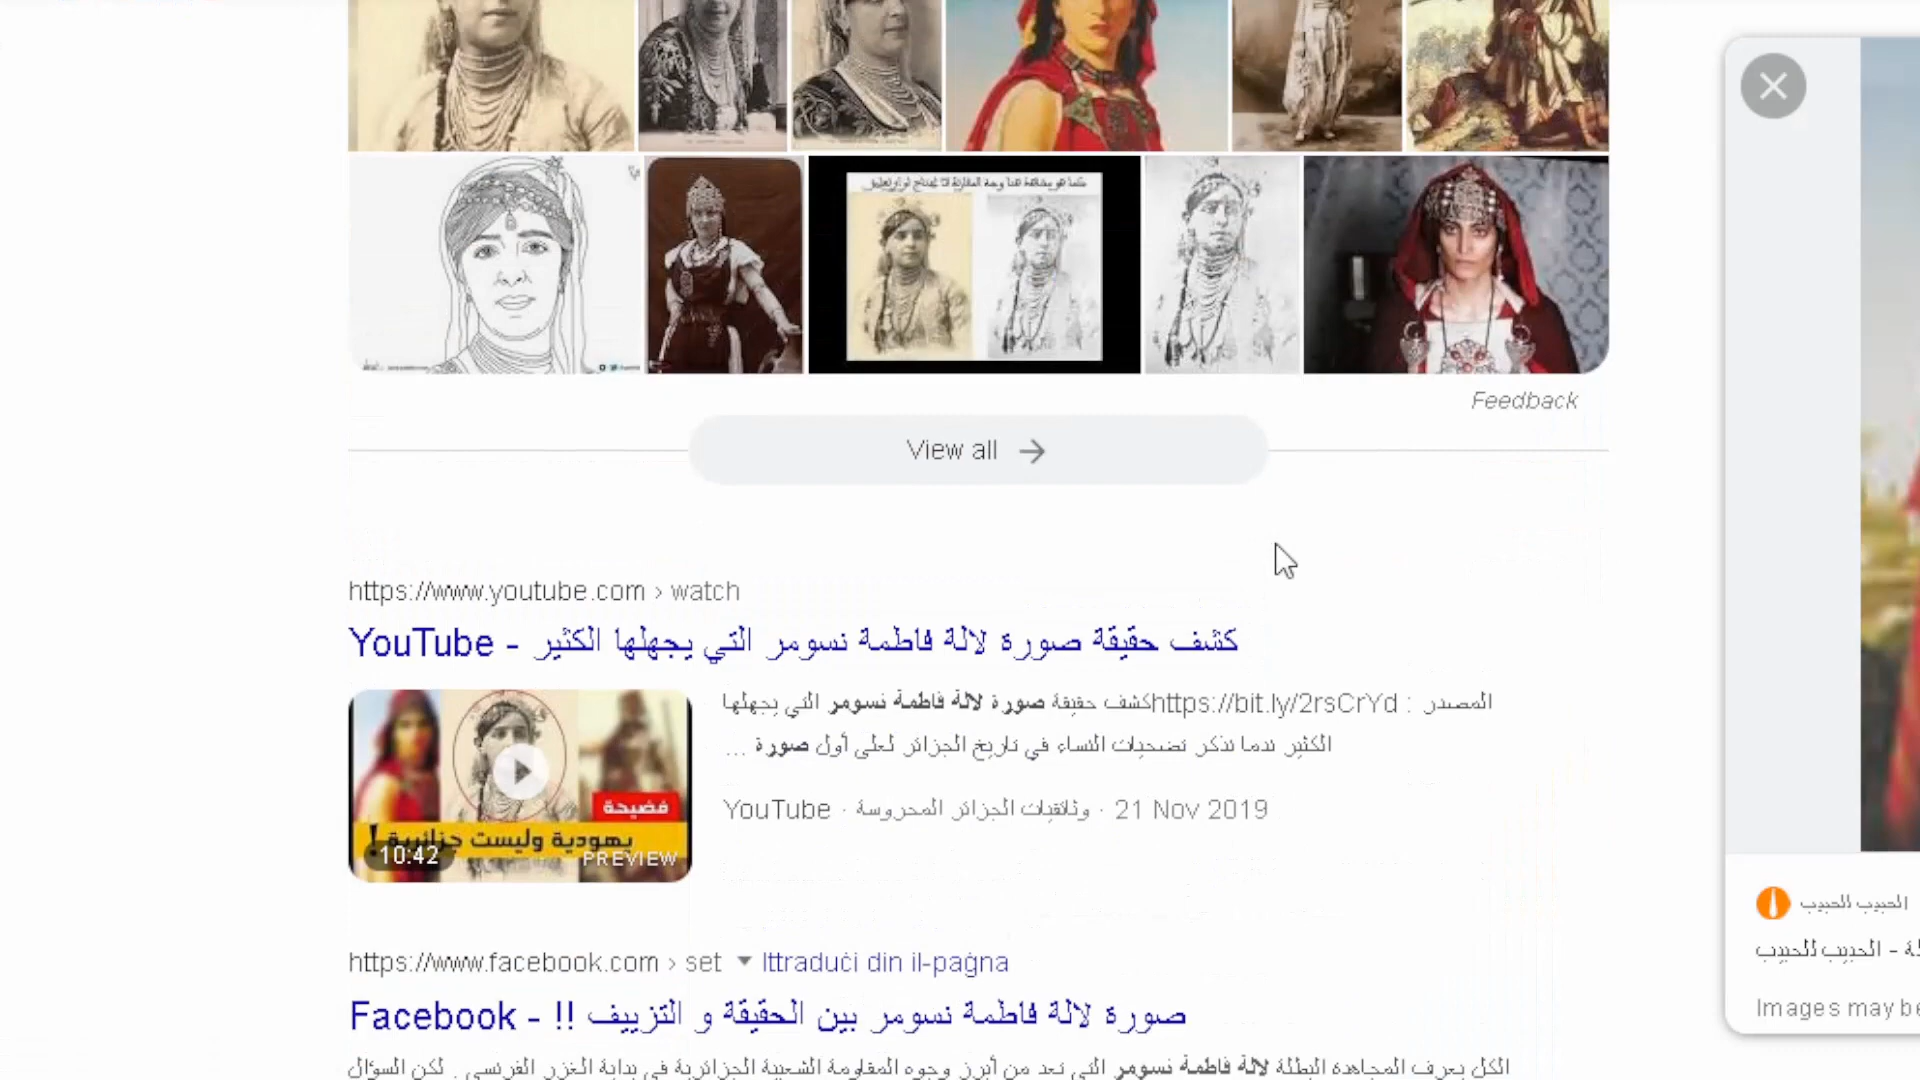 Feedback
View all →
https://www.youtube.com › watch
كشف حقيقة صورة لالة فاطمة نسومر التي يجهلها الكثير - YouTube
المصدر : https://bit.ly/2rsCrYdكشف حقيقة صورة لالة فاطمة نسومر التي يجهلها
الكثير ندما نذكر تضحيات النساء في تاريخ الجزائر لعلى أول صورة ...
YouTube · وثائقيات الجزائر المحروسة · 21 Nov 2019
فضيحة
يهودية وليست جزائرية !
10:42
PREVIEW
https://www.facebook.com › set ▼ Ittraduċi din il-paġna
صورة لالة فاطمة نسومر بين الحقيقة و التزييف !! - Facebook
الكل يعرف المجاهدة البطلة لالة فاطمة نسومر التي تعد من أبرز وجوه المقاومة الشعبية الجزائرية في بداية الغزو الفرنسي . لكن السؤال
الحبيب للحبيب
لة - الحبيب للحبيب
Images may be